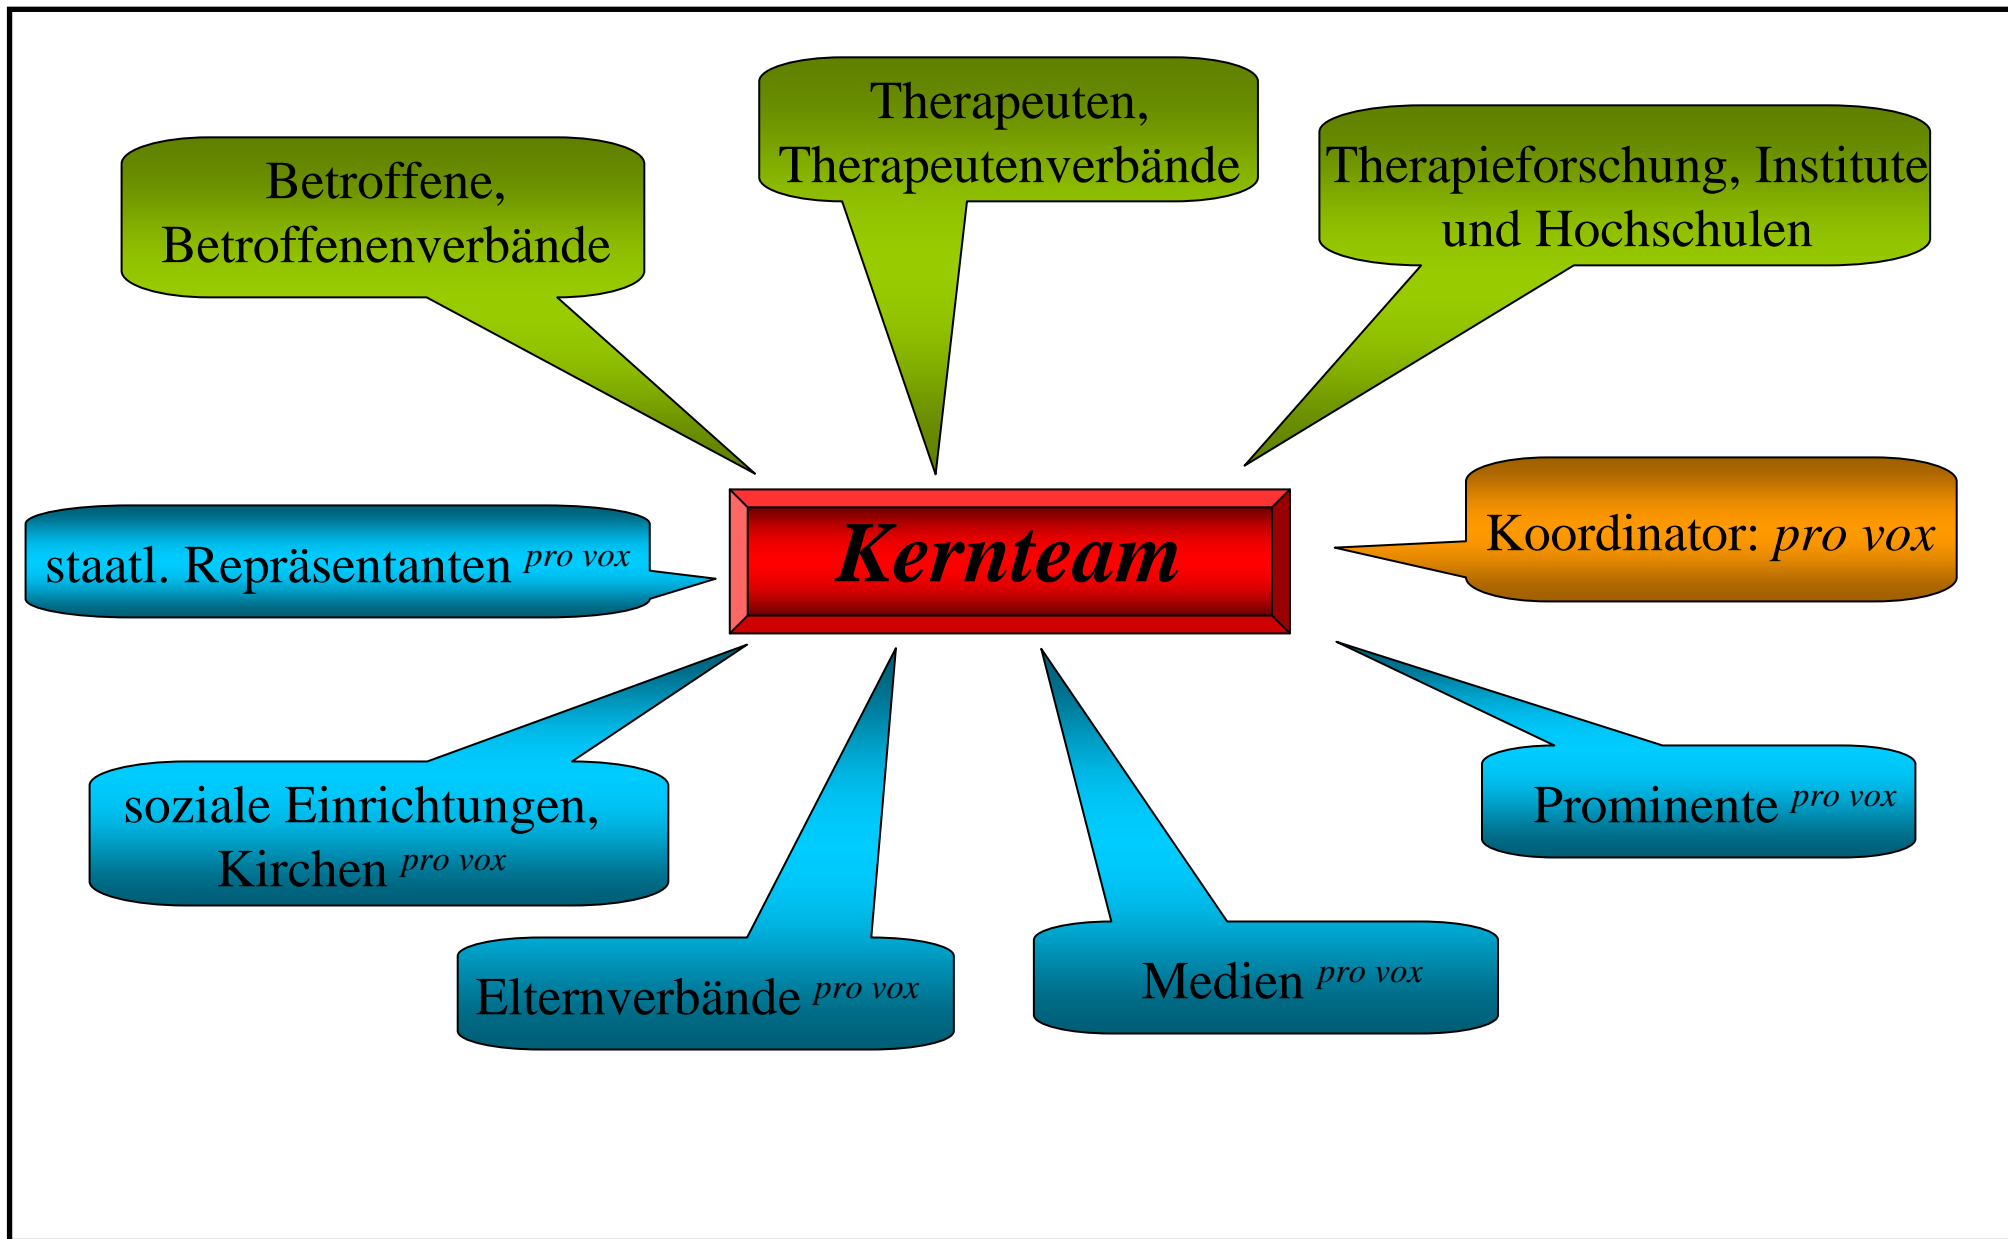 Therapeuten,
Therapeutenverbände
Betroffene,
Betroffenenverbände
Therapieforschung, Institute
und Hochschulen
staatl. Repräsentanten pro vox
Kernteam
Koordinator: pro vox
soziale Einrichtungen,
Kirchen pro vox
Prominente pro vox
Elternverbände pro vox
Medien pro vox